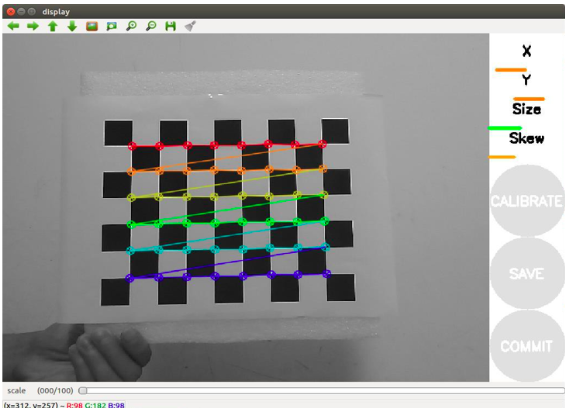 display
X
Y
Size
Skew
CALIBRATE
SAVE
COMMIT
scale (000/100)
(x=312, y=257) ~ R:98 G:182 B:98